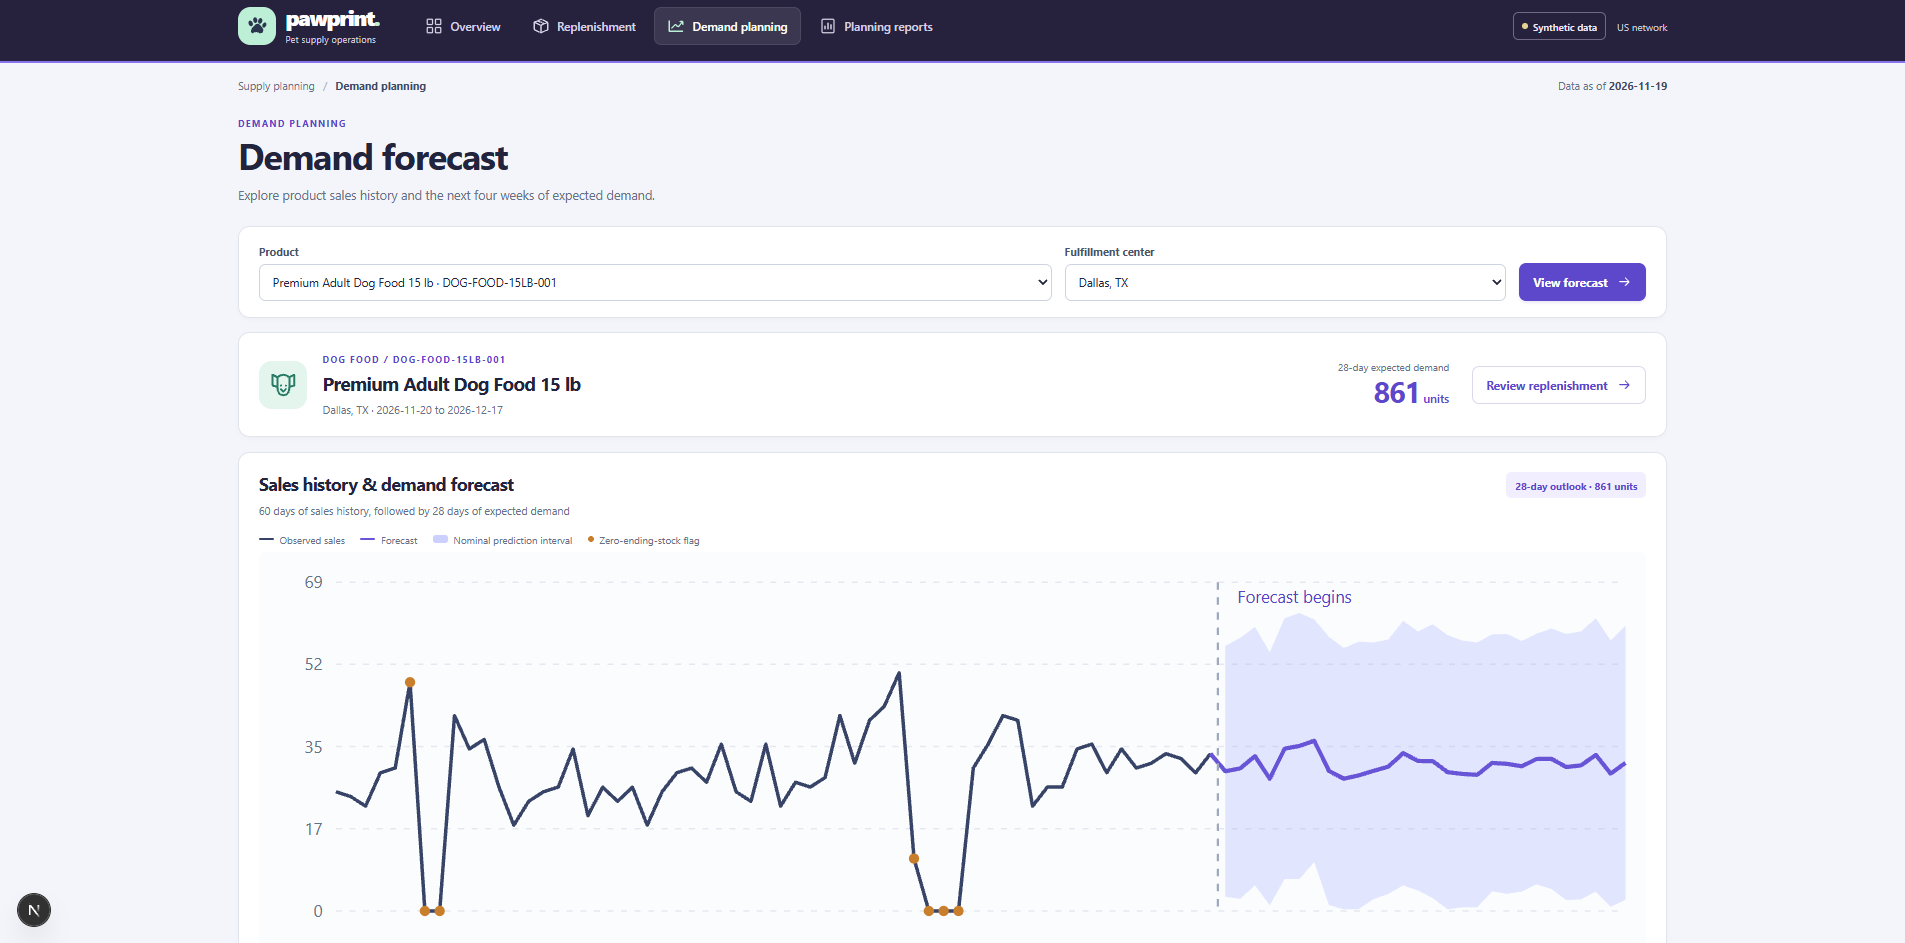 pawprint.
Pet supply operations
Overview
Replenishment
Demand planning
Planning reports
Synthetic data
US network
Supply planning / Demand planning
Data as of 2026-11-19
DEMAND PLANNING
Demand forecast
Explore product sales history and the next four weeks of expected demand.
Product
Premium Adult Dog Food 15 lb · DOG-FOOD-15LB-001
Fulfillment center
Dallas, TX
View forecast →
DOG FOOD / DOG-FOOD-15LB-001
Premium Adult Dog Food 15 lb
Dallas, TX · 2026-11-20 to 2026-12-17
28-day expected demand
861 units
Review replenishment →
Sales history & demand forecast
60 days of sales history, followed by 28 days of expected demand
28-day outlook · 861 units
Observed sales
Forecast
Nominal prediction interval
Zero-ending-stock flag
69
Forecast begins
52
35
17
0
N